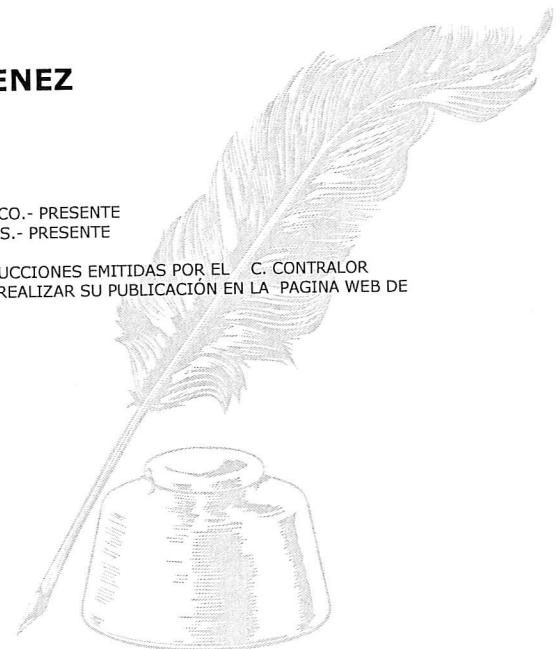 ENEZ
CO.- PRESENTE
S.- PRESENTE
UCCIONES EMITIDAS POR EL C. CONTRALOR
REALIZAR SU PUBLICACIÓN EN LA PAGINA WEB DE